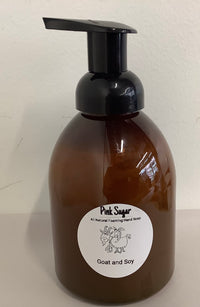 Pink Sugar
All Natural Foaming Hand Soap
Goat and Soy